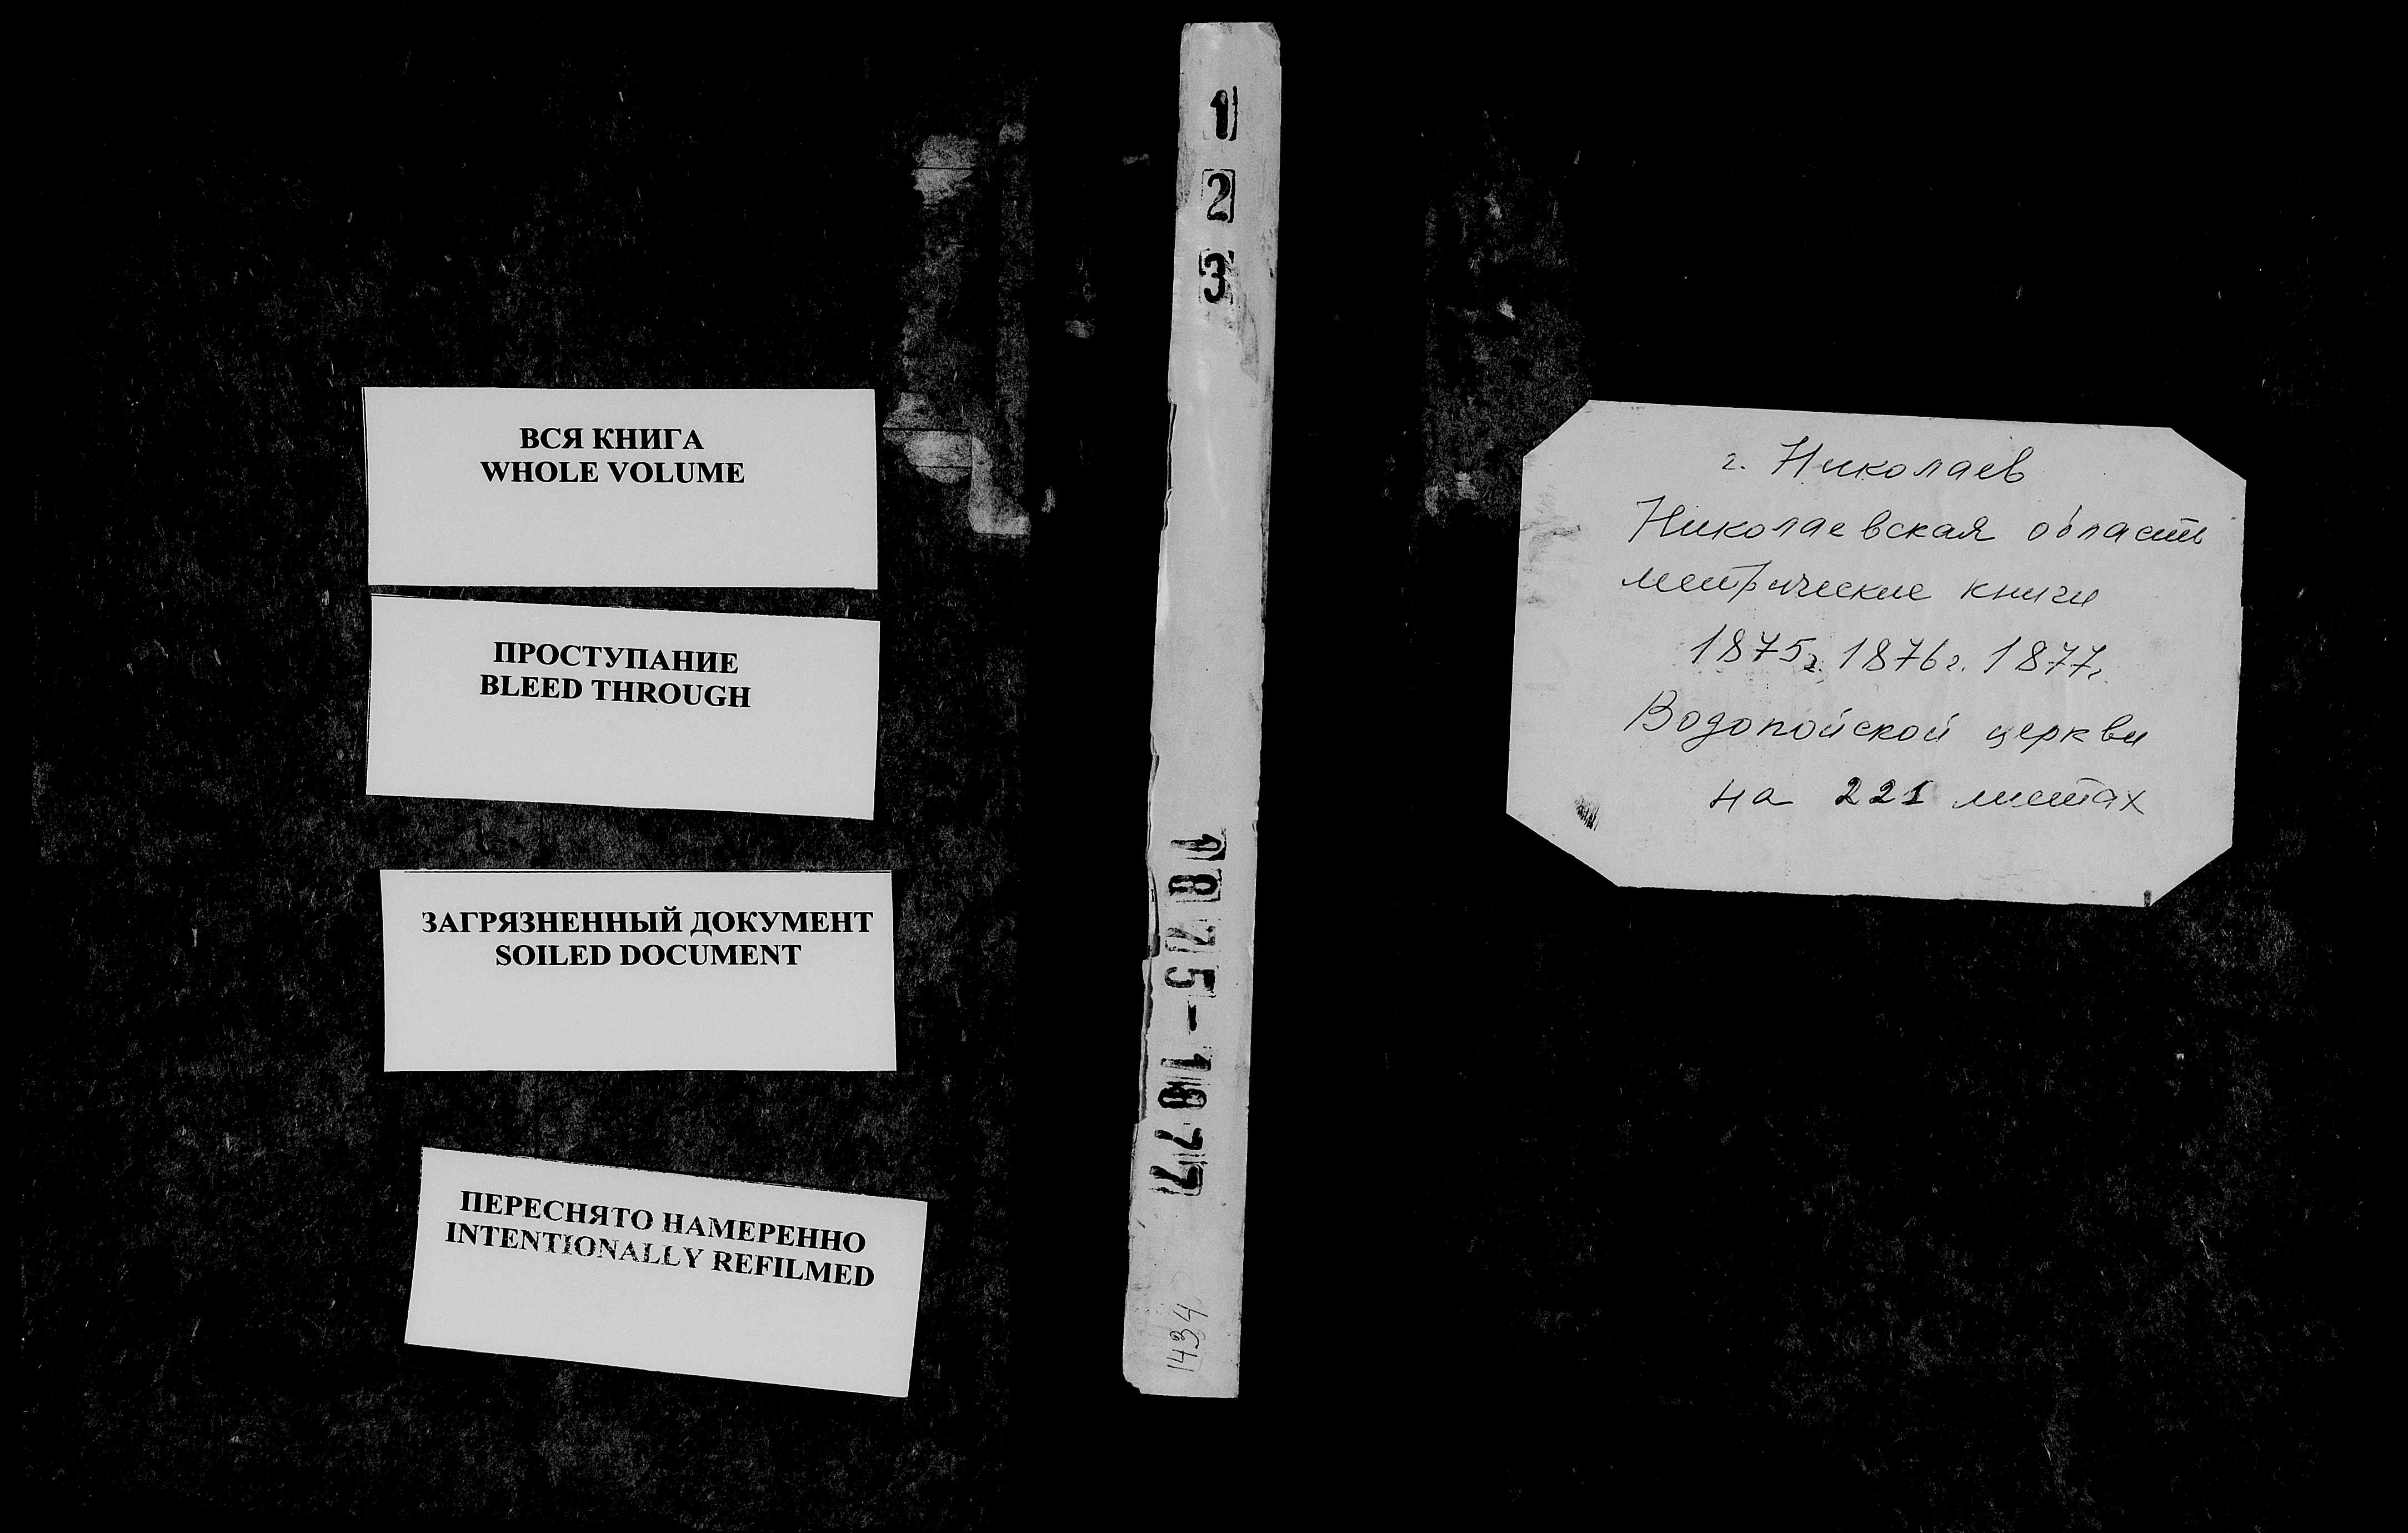 ВСЯ КНИГА
WHOLE VOLUME
ПРОСТУПАНИЕ
BLEED THROUGH
ЗАГРЯЗНЕННЫЙ ДОКУМЕНТ
SOILED DOCUMENT
ПЕРЕСНЯТО НАМЕРЕННО
INTENTIONALLY REFILMED
1
2
3
1875-1877
1434
г. Николаев
Николаевская область
метрические книги
1875г. 1876г. 1877г.
Водопойской церкви
на 221 листах